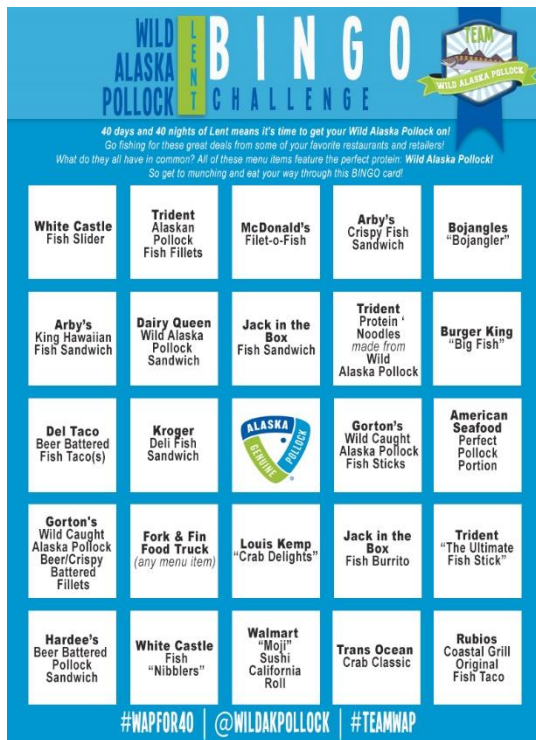 WILD
ALASKA
POLLOCK
LENT
BINGO
CHALLENGE
TEAM
WILD ALASKA POLLOCK
40 days and 40 nights of Lent means it's time to get your Wild Alaska Pollock on!
Go fishing for these great deals from some of your favorite restaurants and retailers!
What do they all have in common? All of these menu items feature the perfect protein: Wild Alaska Pollock!
So get to munching and eat your way through this BINGO card!
White Castle
Fish Slider
Trident
Alaskan
Pollock
Fish Fillets
McDonald's
Filet-o-Fish
Arby's
Crispy Fish
Sandwich
Bojangles
"Bojangler"
Arby's
King Hawaiian
Fish Sandwich
Dairy Queen
Wild Alaska
Pollock
Sandwich
Jack in the
Box
Fish Sandwich
Trident
Protein '
Noodles
made from
Wild
Alaska Pollock
Burger King
"Big Fish"
Del Taco
Beer Battered
Fish Taco(s)
Kroger
Deli Fish
Sandwich
ALASKA
GENUINE
POLLOCK
Gorton's
Wild Caught
Alaska Pollock
Fish Sticks
American
Seafood
Perfect
Pollock
Portion
Gorton's
Wild Caught
Alaska Pollock
Beer/Crispy
Battered
Fillets
Fork & Fin
Food Truck
(any menu item)
Louis Kemp
"Crab Delights"
Jack in the
Box
Fish Burrito
Trident
"The Ultimate
Fish Stick"
Hardee's
Beer Battered
Pollock
Sandwich
White Castle
Fish
"Nibblers"
Walmart
"Moji"
Sushi
California
Roll
Trans Ocean
Crab Classic
Rubios
Coastal Grill
Original
Fish Taco
#WAPFOR40 | @WILDAKPOLLOCK | #TEAMWAP